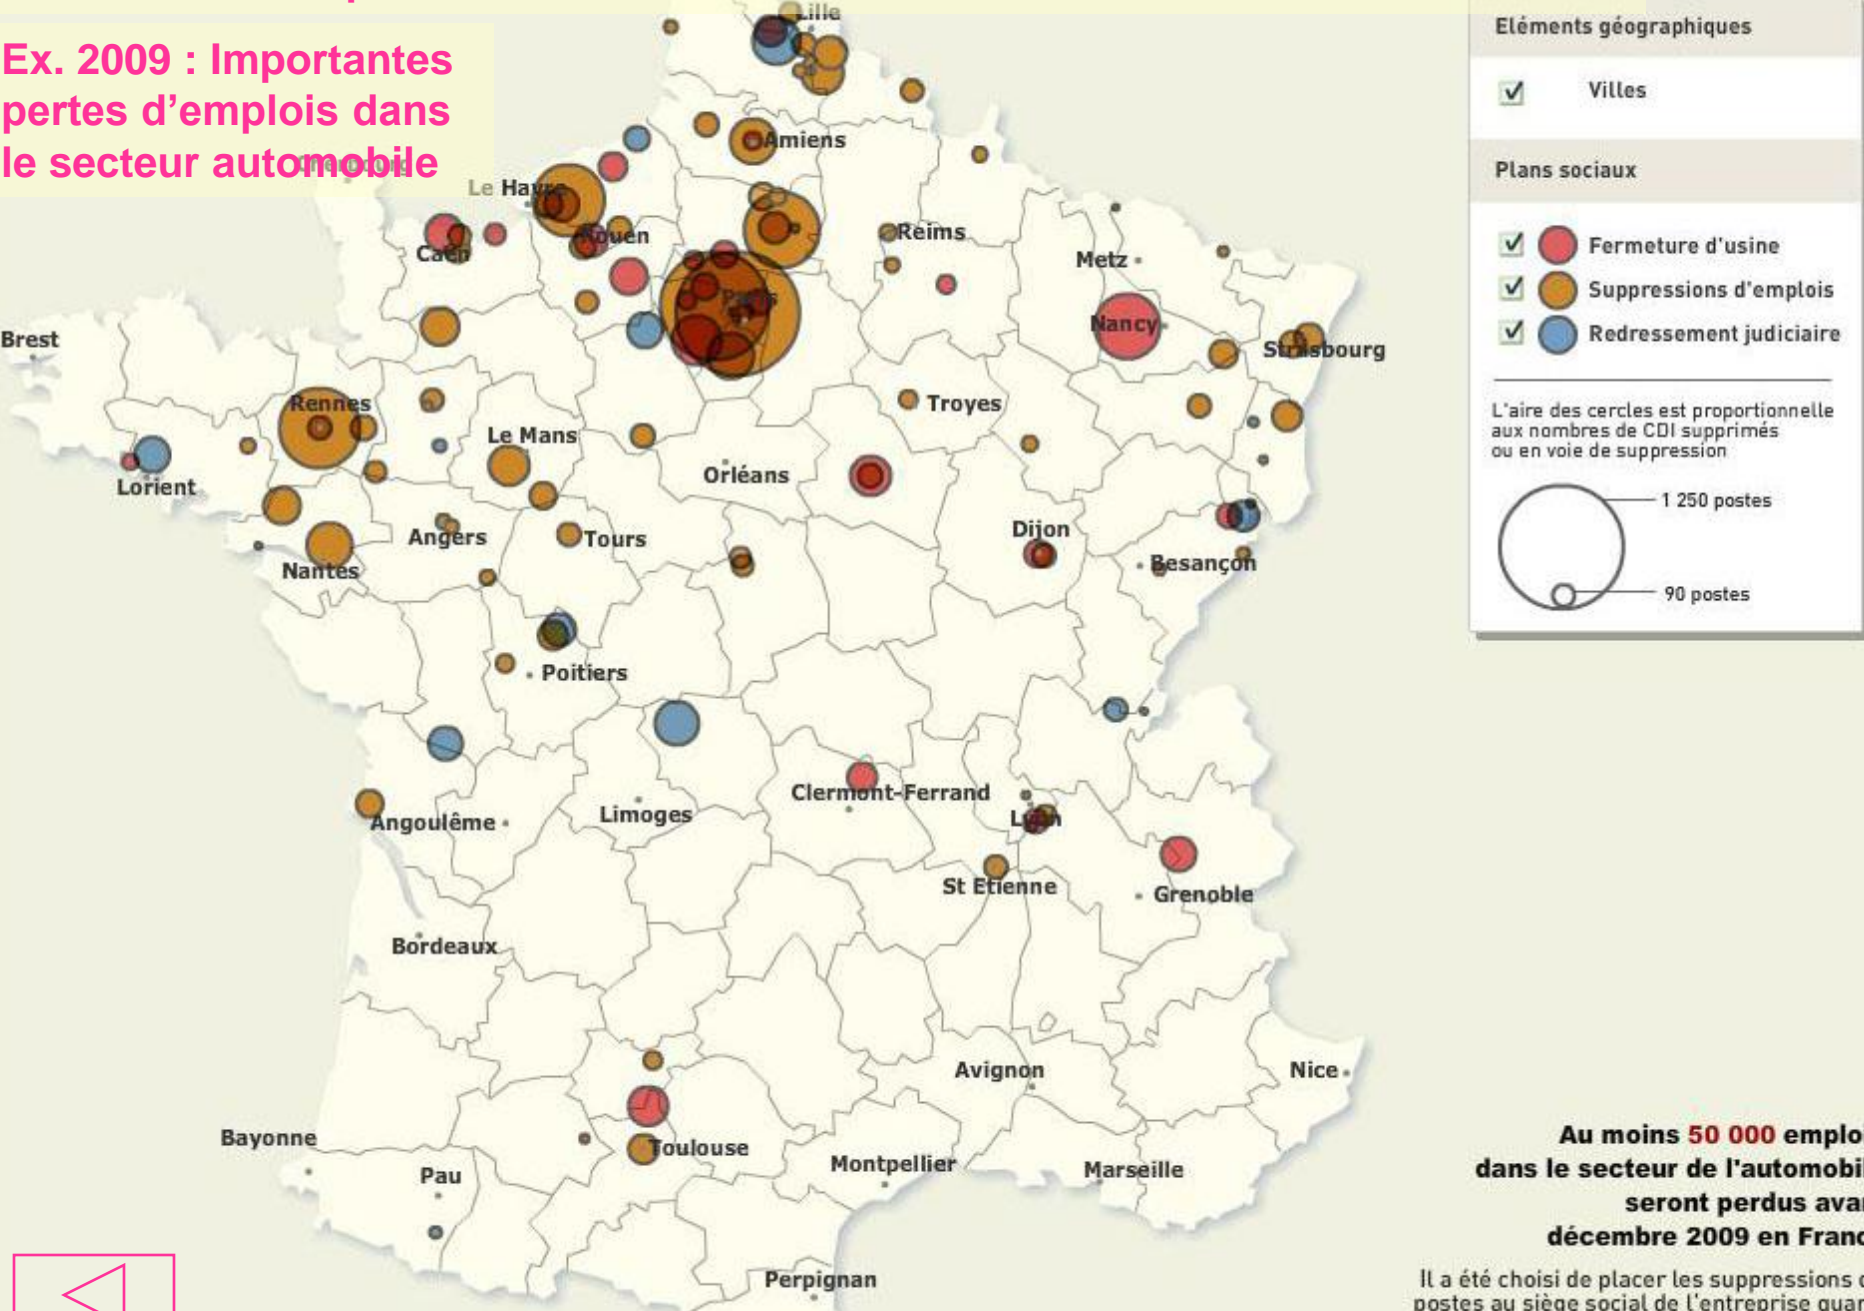 Ex. 2009 : Importantes
pertes d'emplois dans
le secteur automobile
Eléments géographiques
Villes
Plans sociaux
Fermeture d'usine
Suppressions d'emplois
Redressement judiciaire
L'aire des cercles est proportionnelle
aux nombres de CDI supprimés
ou en voie de suppression
1 250 postes
90 postes
Lille
Amiens
Cherbourg
Le Havre
Rouen
Caen
Reims
Metz
Paris
Nancy
Strasbourg
Brest
Rennes
Troyes
Le Mans
Orléans
Lorient
Angers
Tours
Dijon
Besançon
Nantes
Poitiers
Clermont-Ferrand
Limoges
Angoulême
Lyon
St Etienne
Grenoble
Bordeaux
Avignon
Nice
Bayonne
Toulouse
Montpellier
Marseille
Pau
Perpignan
Au moins 50 000 emploi
dans le secteur de l'automobil
seront perdus avan
décembre 2009 en Franc
Il a été choisi de placer les suppressions d
postes au siège social de l'entreprise quan